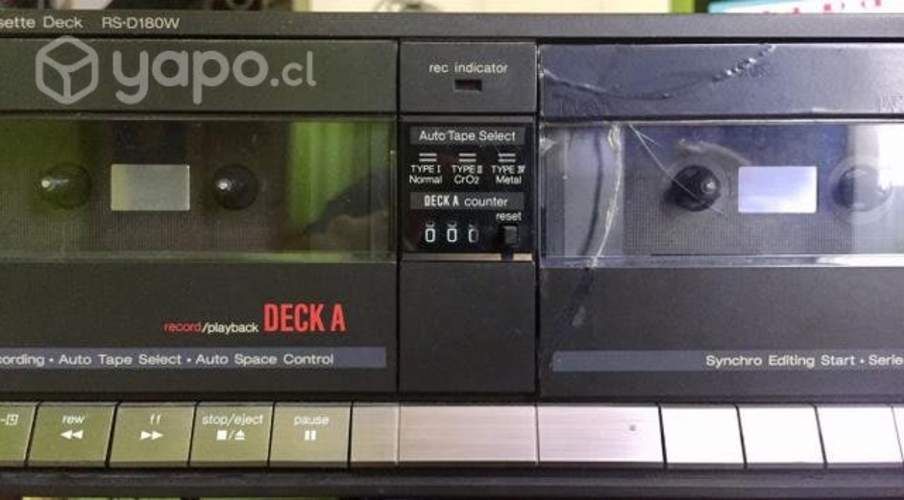 sette Deck RS-D180W
yapo.cl
rec indicator
Auto Tape Select
TYPE I TYPE II TYPE IV
Normal CrO2 Metal
DECK A counter
reset
000
record/playback DECK A
cording • Auto Tape Select • Auto Space Control
Synchro Editing Start • Serie
rew ff stop/eject pause